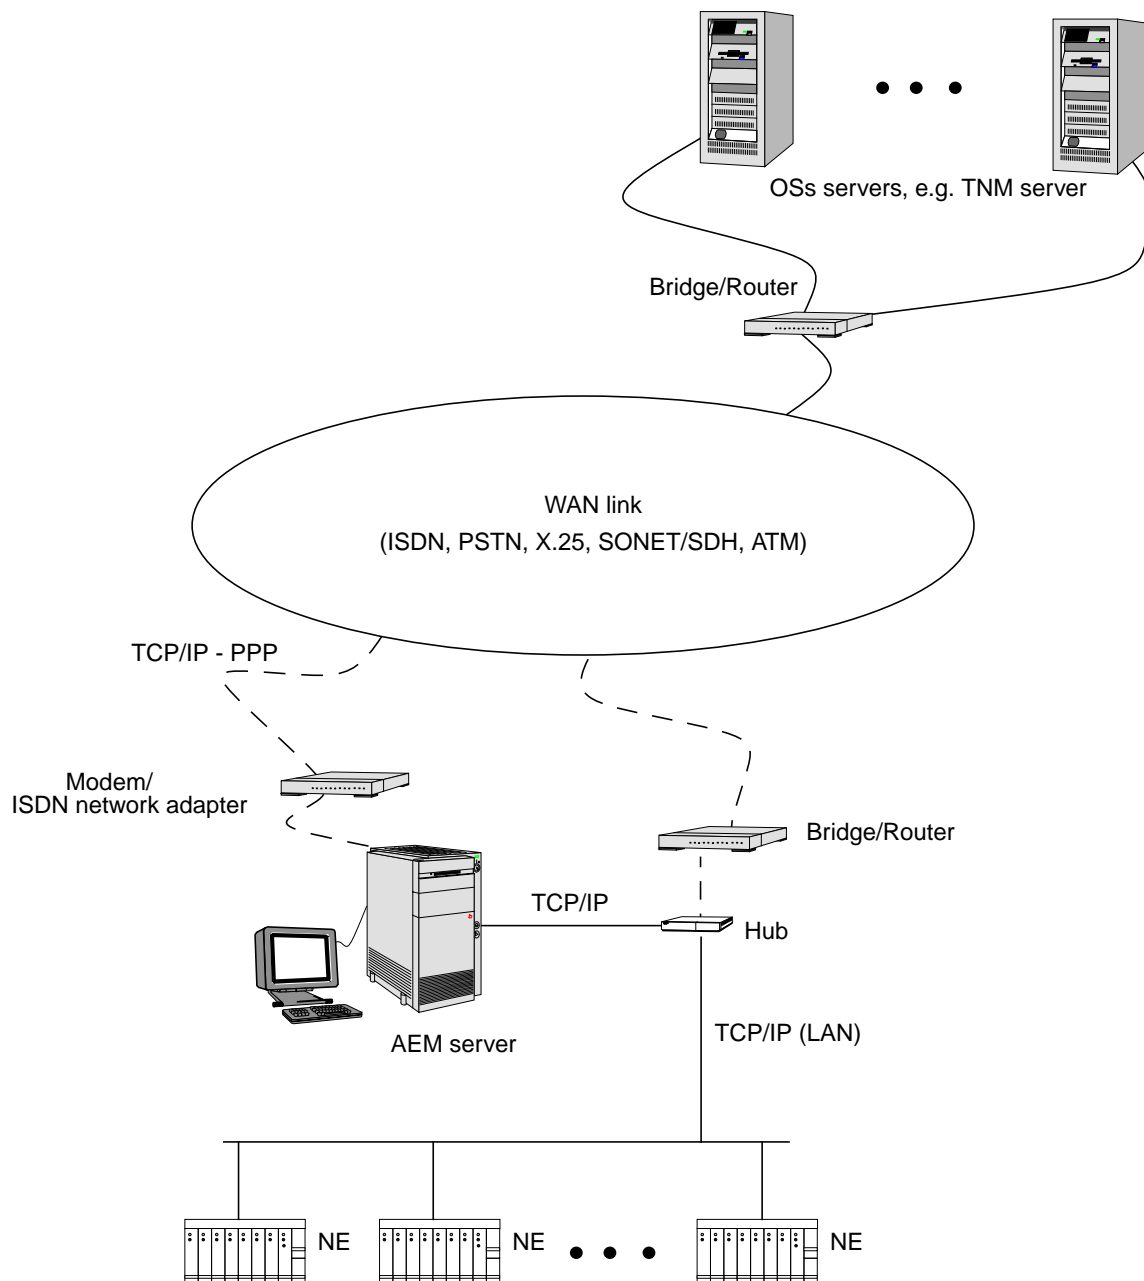 OSs servers, e.g. TNM server
Bridge/Router
WAN link
(ISDN, PSTN, X.25, SONET/SDH, ATM)
TCP/IP - PPP
Modem/
ISDN network adapter
Bridge/Router
TCP/IP
Hub
AEM server
TCP/IP (LAN)
NE
NE
NE